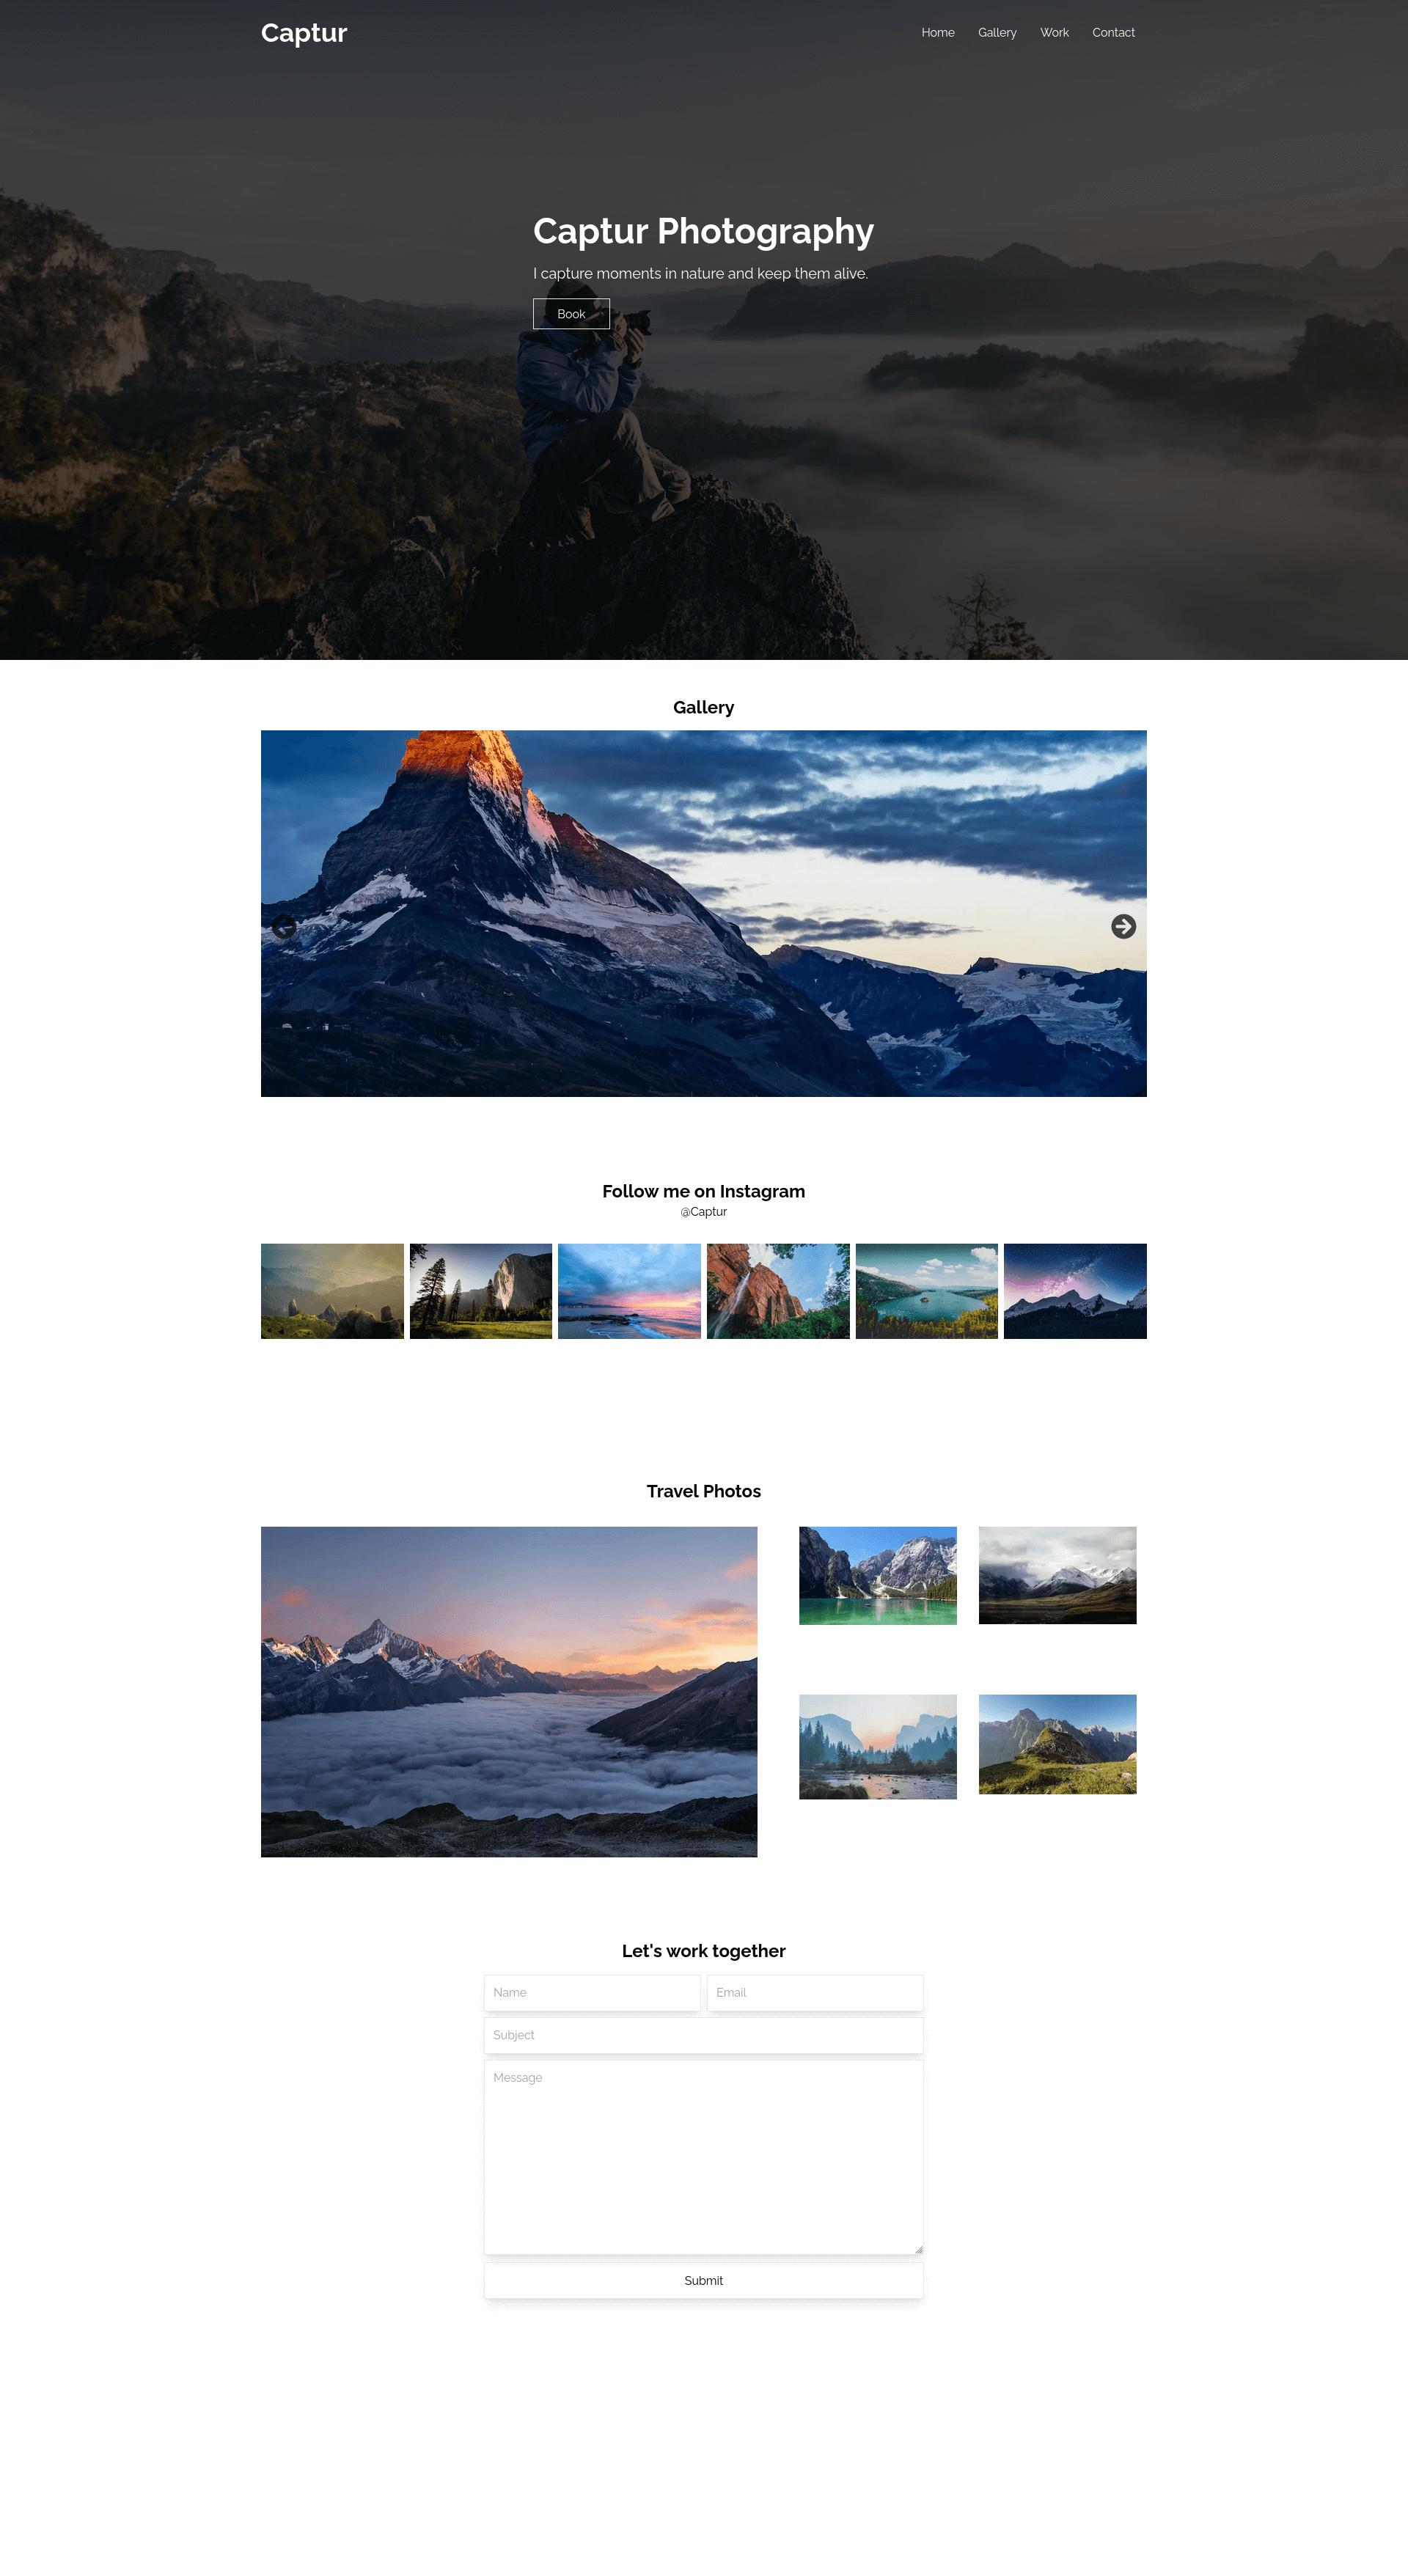 Captur
Home Gallery Work Contact
Captur Photography
I capture moments in nature and keep them alive.
Book
Gallery
Follow me on Instagram
@Captur
Travel Photos
Let's work together
Name Email
Subject
Message
Submit